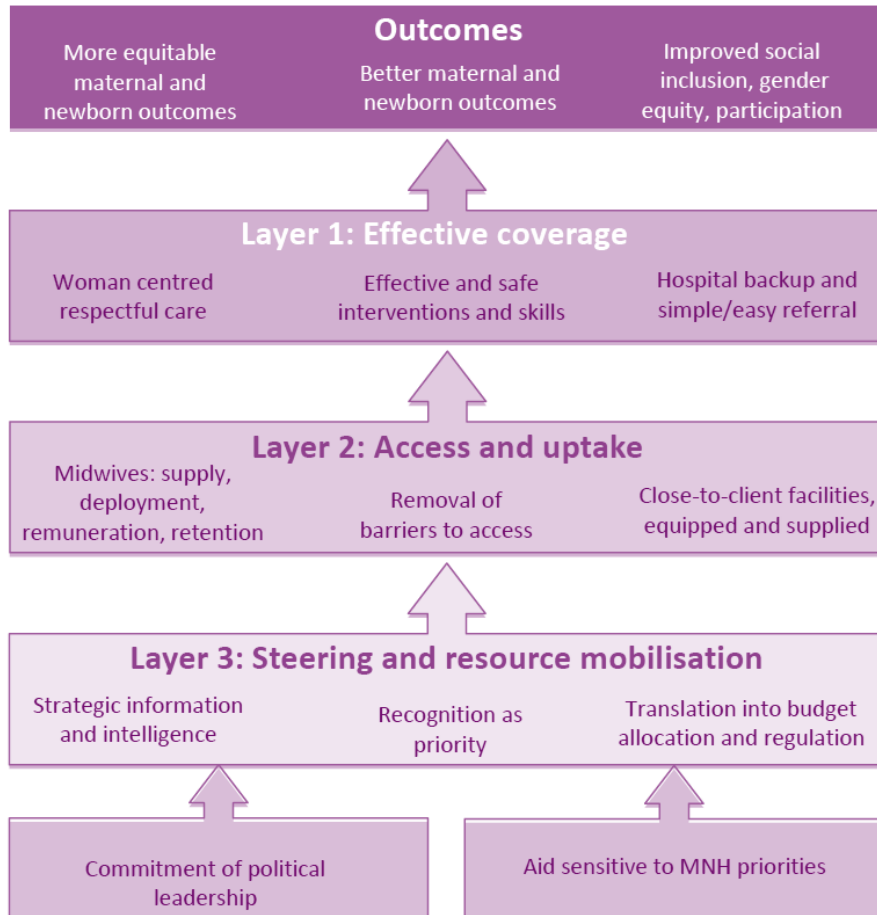 Outcomes
More equitable
maternal and
newborn outcomes
Better maternal and
newborn outcomes
Improved social
inclusion, gender
equity, participation
Layer 1: Effective coverage
Woman centred
respectful care
Effective and safe
interventions and skills
Hospital backup and
simple/easy referral
Layer 2: Access and uptake
Midwives: supply,
deployment,
remuneration, retention
Removal of
barriers to access
Close-to-client facilities,
equipped and supplied
Layer 3: Steering and resource mobilisation
Strategic information
and intelligence
Recognition as
priority
Translation into budget
allocation and regulation
Commitment of political
leadership
Aid sensitive to MNH priorities